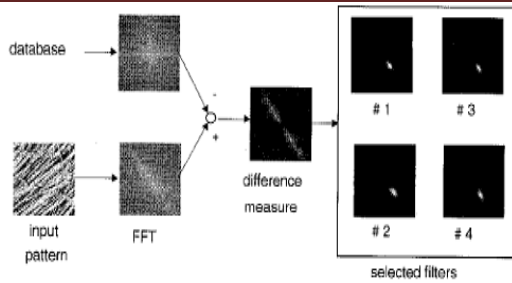 database
-
+
# 1
# 3
difference
measure
input
pattern
FFT
# 2
# 4
selected filters